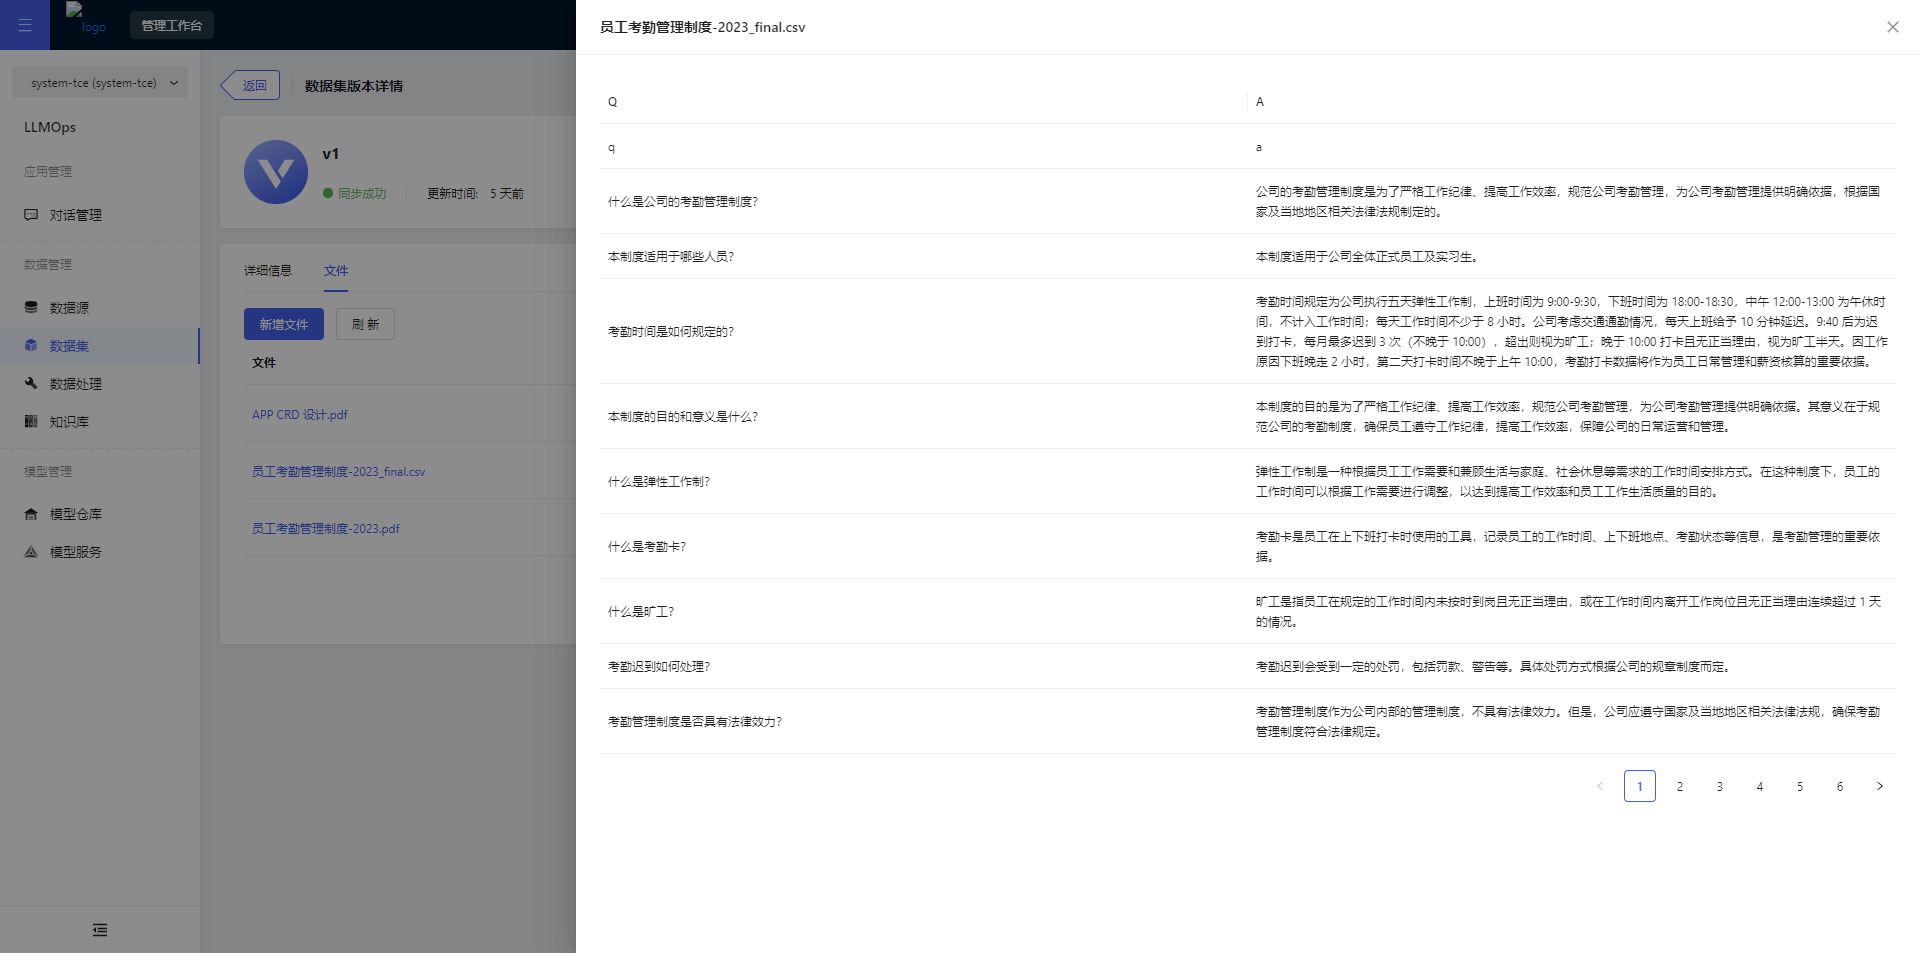 logo
管理工作台
system-tce (system-tce)
LLMOps
应用管理
对话管理
数据管理
数据源
数据集
数据处理
知识库
模型管理
模型仓库
模型服务
返回
数据集版本详情
v1
同步成功
更新时间: 5 天前
详细信息
文件
新增文件
刷 新
文件
APP CRD 设计.pdf
员工考勤管理制度-2023_final.csv
员工考勤管理制度-2023.pdf
员工考勤管理制度-2023_final.csv
Q
A
q
a
什么是公司的考勤管理制度?
公司的考勤管理制度是为了严格工作纪律、提高工作效率，规范公司考勤管理，为公司考勤管理提供明确依据，根据国
家及当地地区相关法律法规制定的。
本制度适用于哪些人员?
本制度适用于公司全体正式员工及实习生。
考勤时间是如何规定的?
考勤时间规定为公司执行五天弹性工作制，上班时间为 9:00-9:30，下班时间为 18:00-18:30，中午 12:00-13:00 为午休时
间，不计入工作时间；每天工作时间不少于 8 小时。公司考虑交通通勤情况，每天上班给予 10 分钟延迟。9:40 后为迟
到打卡，每月最多迟到 3 次（不晚于 10:00），超出则视为旷工；晚于 10:00 打卡且无正当理由，视为旷工半天。因工作
原因下班晚走 2 小时，第二天打卡时间不晚于上午 10:00，考勤打卡数据将作为员工日常管理和薪资核算的重要依据。
本制度的目的和意义是什么?
本制度的目的是为了严格工作纪律、提高工作效率，规范公司考勤管理，为公司考勤管理提供明确依据。其意义在于规
范公司的考勤制度，确保员工遵守工作纪律，提高工作效率，保障公司的日常运营和管理。
什么是弹性工作制?
弹性工作制是一种根据员工工作需要和兼顾生活与家庭、社会休息等需求的工作时间安排方式。在这种制度下，员工的
工作时间可以根据工作需要进行调整，以达到提高工作效率和员工工作生活质量的目的。
什么是考勤卡?
考勤卡是员工在上下班打卡时使用的工具，记录员工的工作时间、上下班地点、考勤状态等信息，是考勤管理的重要依
据。
什么是旷工?
旷工是指员工在规定的工作时间内未按时到岗且无正当理由，或在工作时间内离开工作岗位且无正当理由连续超过 1 天
的情况。
考勤迟到如何处理?
考勤迟到会受到一定的处罚，包括罚款、警告等。具体处罚方式根据公司的规章制度而定。
考勤管理制度是否具有法律效力?
考勤管理制度作为公司内部的管理制度，不具有法律效力。但是，公司应遵守国家及当地地区相关法律法规，确保考勤
管理制度符合法律规定。
1 2 3 4 5 6